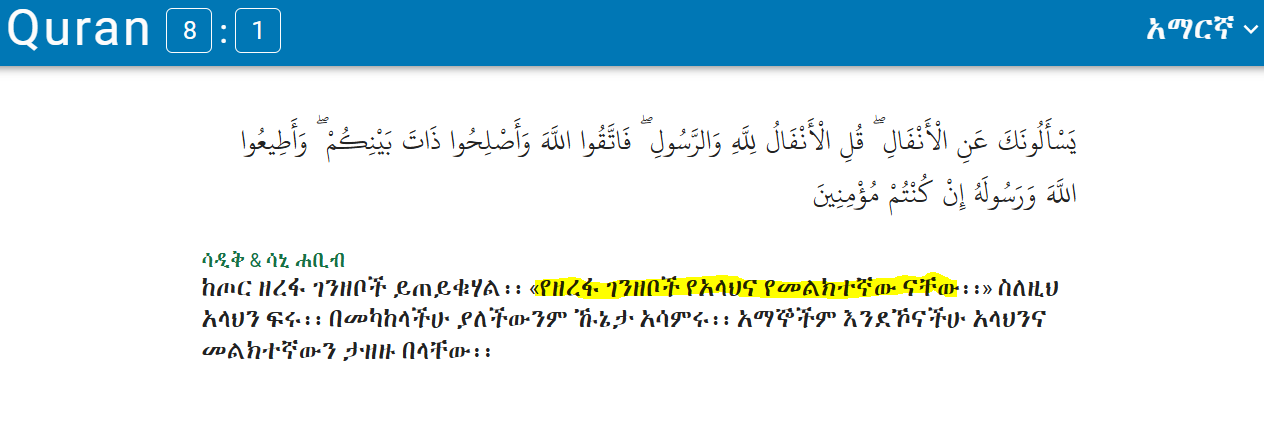 Quran 8 : 1 አማርኛ
يَسْأَلُونَكَ عَنِ الْأَنْفَالِ ۖ قُلِ الْأَنْفَالُ لِلَّهِ وَالرَّسُولِ ۖ فَاتَّقُوا اللَّهَ وَأَصْلِحُوا ذَاتَ بَيْنِكُمْ ۖ وَأَطِيعُوا
اللَّهَ وَرَسُولَهُ إِنْ كُنْتُمْ مُؤْمِنِينَ
ሳዲቅ & ሳኒ ሐቢብ
ከጦር ዘረፋ ገንዘቦች ይጠይቁሃል፡፡ «የዘረፋ ገንዘቦች የአላህና የመልክተኛው ናቸው፡፡» ስለዚህ
አላህን ፍሩ፡፡ በመካከላችሁ ያለችውንም ኹኔታ አሳምሩ፡፡ አማኞችም እንደኾናችሁ አላህንና
መልክተኛውን ታዘዙ በላቸው፡፡